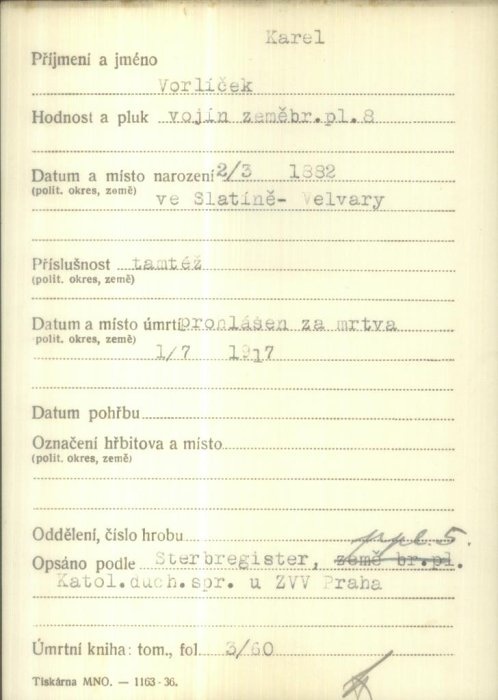 Karel
Příjmení a jméno
Vorlíček
Hodnost a pluk vojín zeměbr.pl.8
Datum a místo narození 2/3 1882
(polit. okres, země) ve Slatíně- Velvary
Příslušnost tamtéž
(polit. okres, země)
Datum a místo úmrtí prohlášen za mrtva
polit. okres, země)
1/7 1917
Datum pohřbu
Označení hřbitova a místo
(polit. okres, země)
Oddělení, číslo hrobu
ppl 5.
Opsáno podle Sterbregister, země br.pl.
Katol.duch.spr. u ZVV Praha
Úmrtní kniha: tom., fol. 3/60
Tiskárna MNO. — 1163-36.